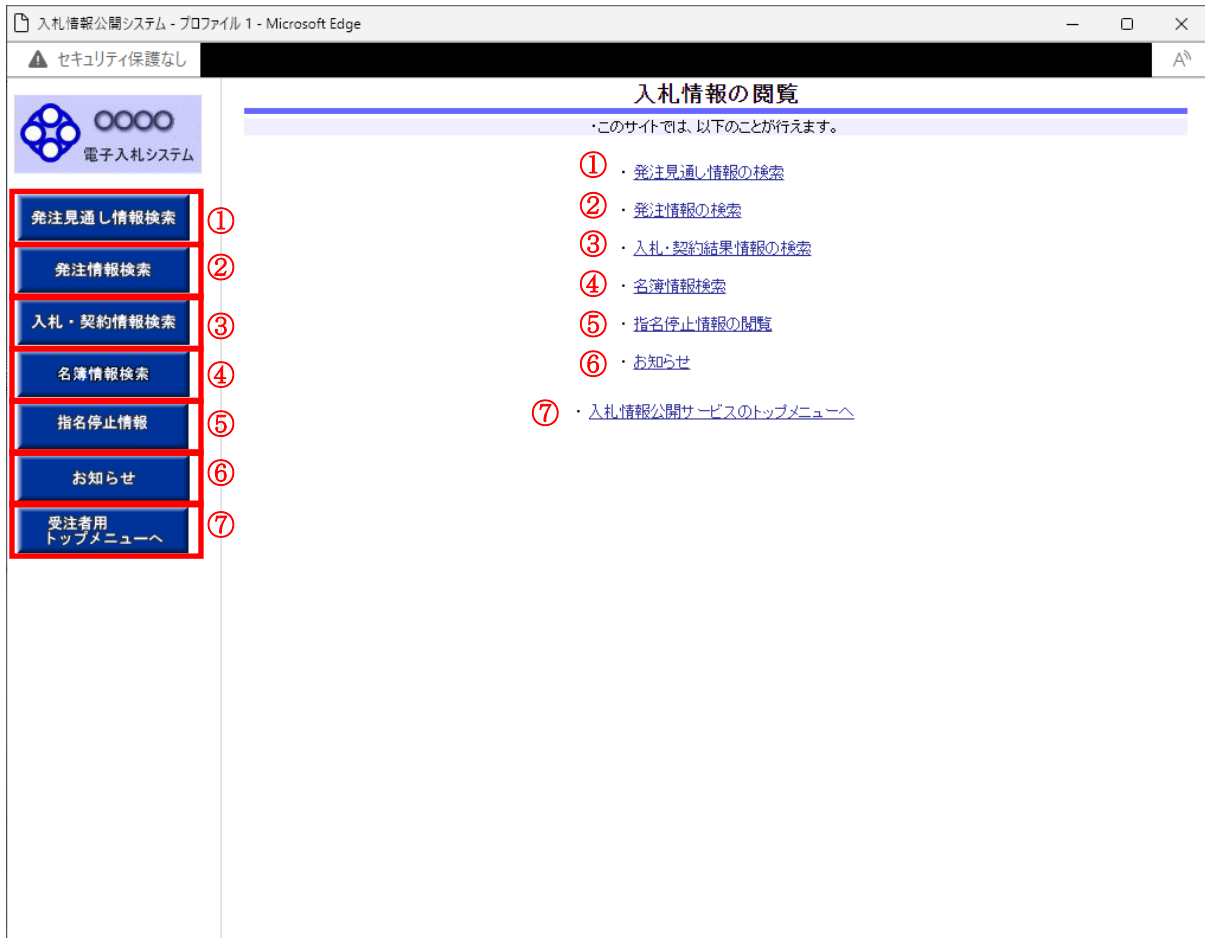 入札情報公開システム - プロファイル 1 - Microsoft Edge
セキュリティ保護なし
A
○○○○
電子入札システム
発注見通し情報検索 ①
発注情報検索 ②
入札・契約情報検索 ③
名簿情報検索 ④
指名停止情報 ⑤
お知らせ ⑥
受注者用
トップメニューへ ⑦
入札情報の閲覧
・このサイトでは、以下のことが行えます。
① ・発注見通し情報の検索
② ・発注情報の検索
③ ・入札・契約結果情報の検索
④ ・名簿情報検索
⑤ ・指名停止情報の閲覧
⑥ ・お知らせ
⑦ ・入札情報公開サービスのトップメニューへ